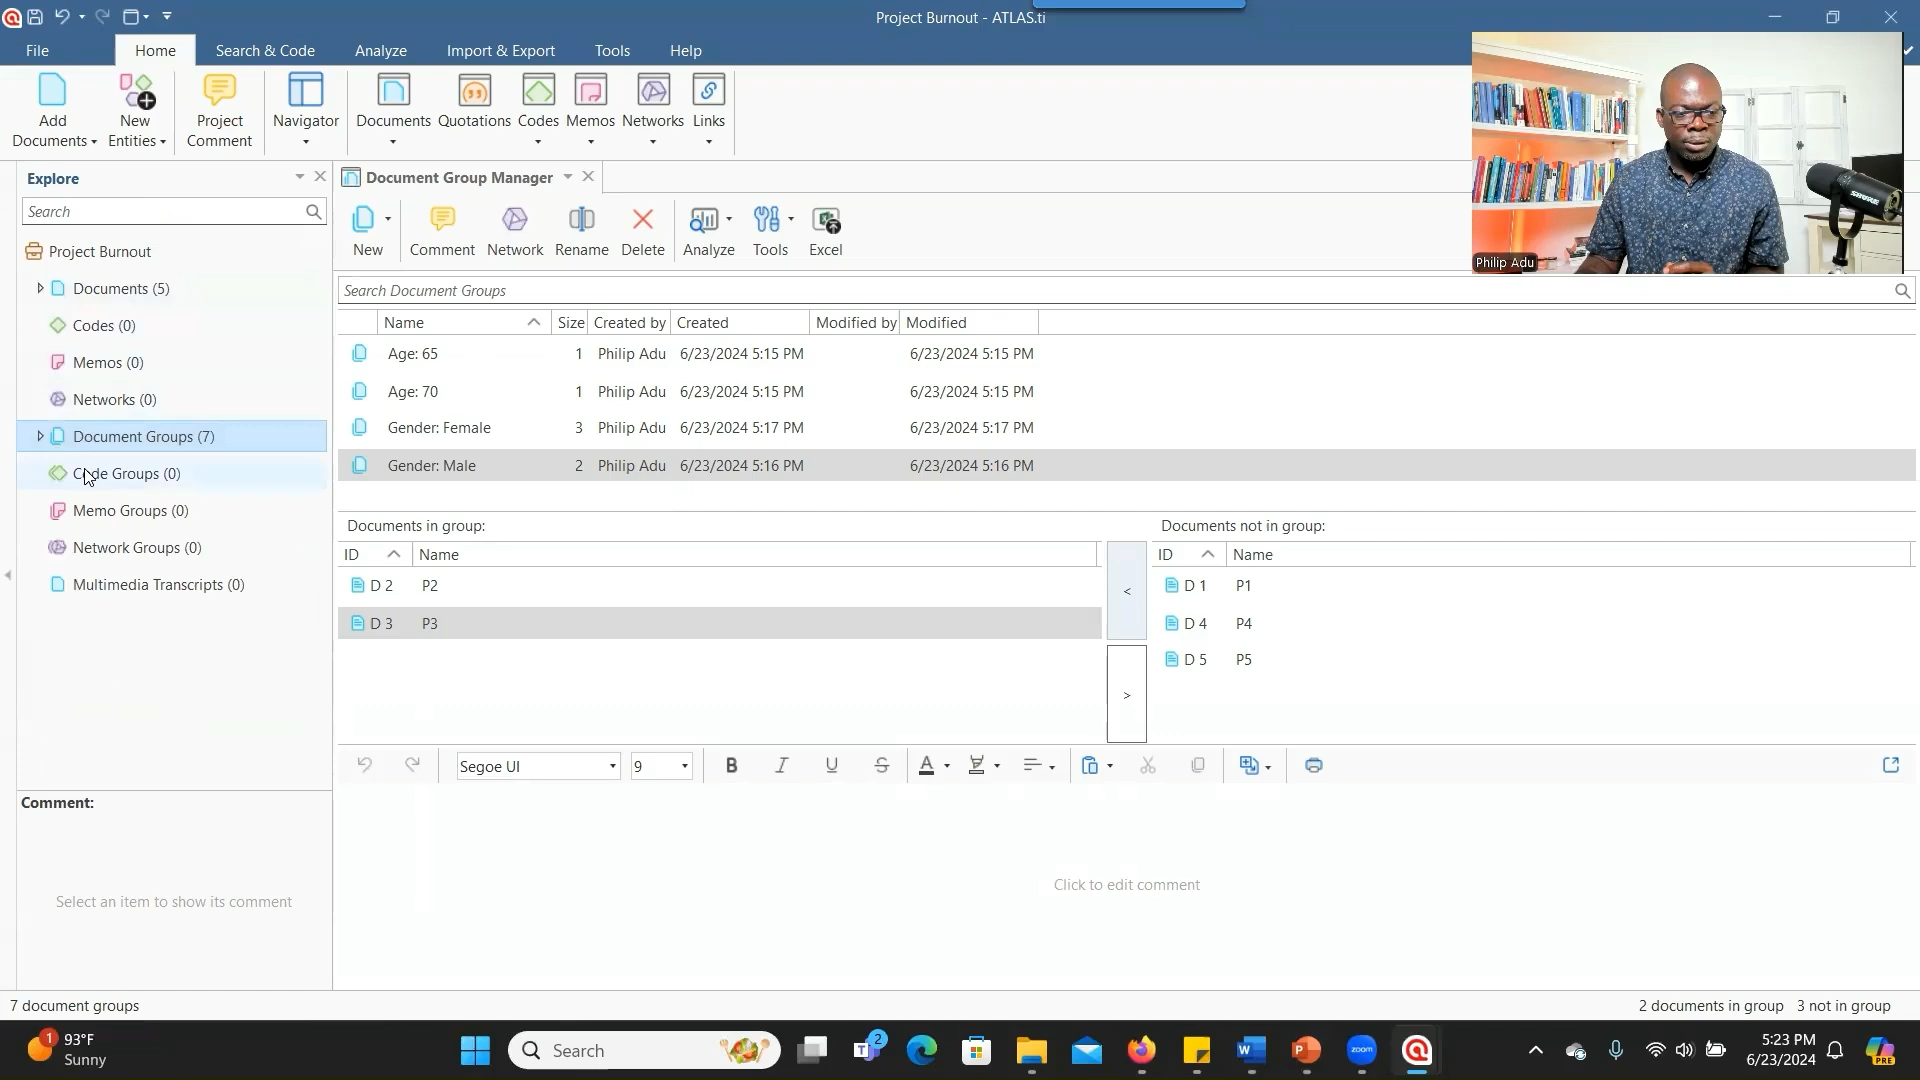 Project Burnout - ATLAS.ti
File Home Search & Code Analyze Import & Export Tools Help
Add Documents
New Entities
Project Comment
Navigator
Documents
Quotations
Codes
Memos
Networks
Links
Philip Adu
SHURE
Explore
Search
Project Burnout
Documents (5)
Codes (0)
Memos (0)
Networks (0)
Document Groups (7)
Code Groups (0)
Memo Groups (0)
Network Groups (0)
Multimedia Transcripts (0)
Comment:
Select an item to show its comment
Document Group Manager
New Comment Network Rename Delete Analyze Tools Excel
Search Document Groups
Name Size Created by Created Modified by Modified
Age: 65 1 Philip Adu 6/23/2024 5:15 PM 6/23/2024 5:15 PM
Age: 70 1 Philip Adu 6/23/2024 5:15 PM 6/23/2024 5:15 PM
Gender: Female 3 Philip Adu 6/23/2024 5:17 PM 6/23/2024 5:17 PM
Gender: Male 2 Philip Adu 6/23/2024 5:16 PM 6/23/2024 5:16 PM
Documents in group:
ID Name
D 2 P2
D 3 P3
<
>
Documents not in group:
ID Name
D 1 P1
D 4 P4
D 5 P5
Segoe UI 9 B I U S A
Click to edit comment
7 document groups
2 documents in group 3 not in group
1
93°F
Sunny
Search
T
2
W
P
zoom
5:23 PM
6/23/2024
PRE